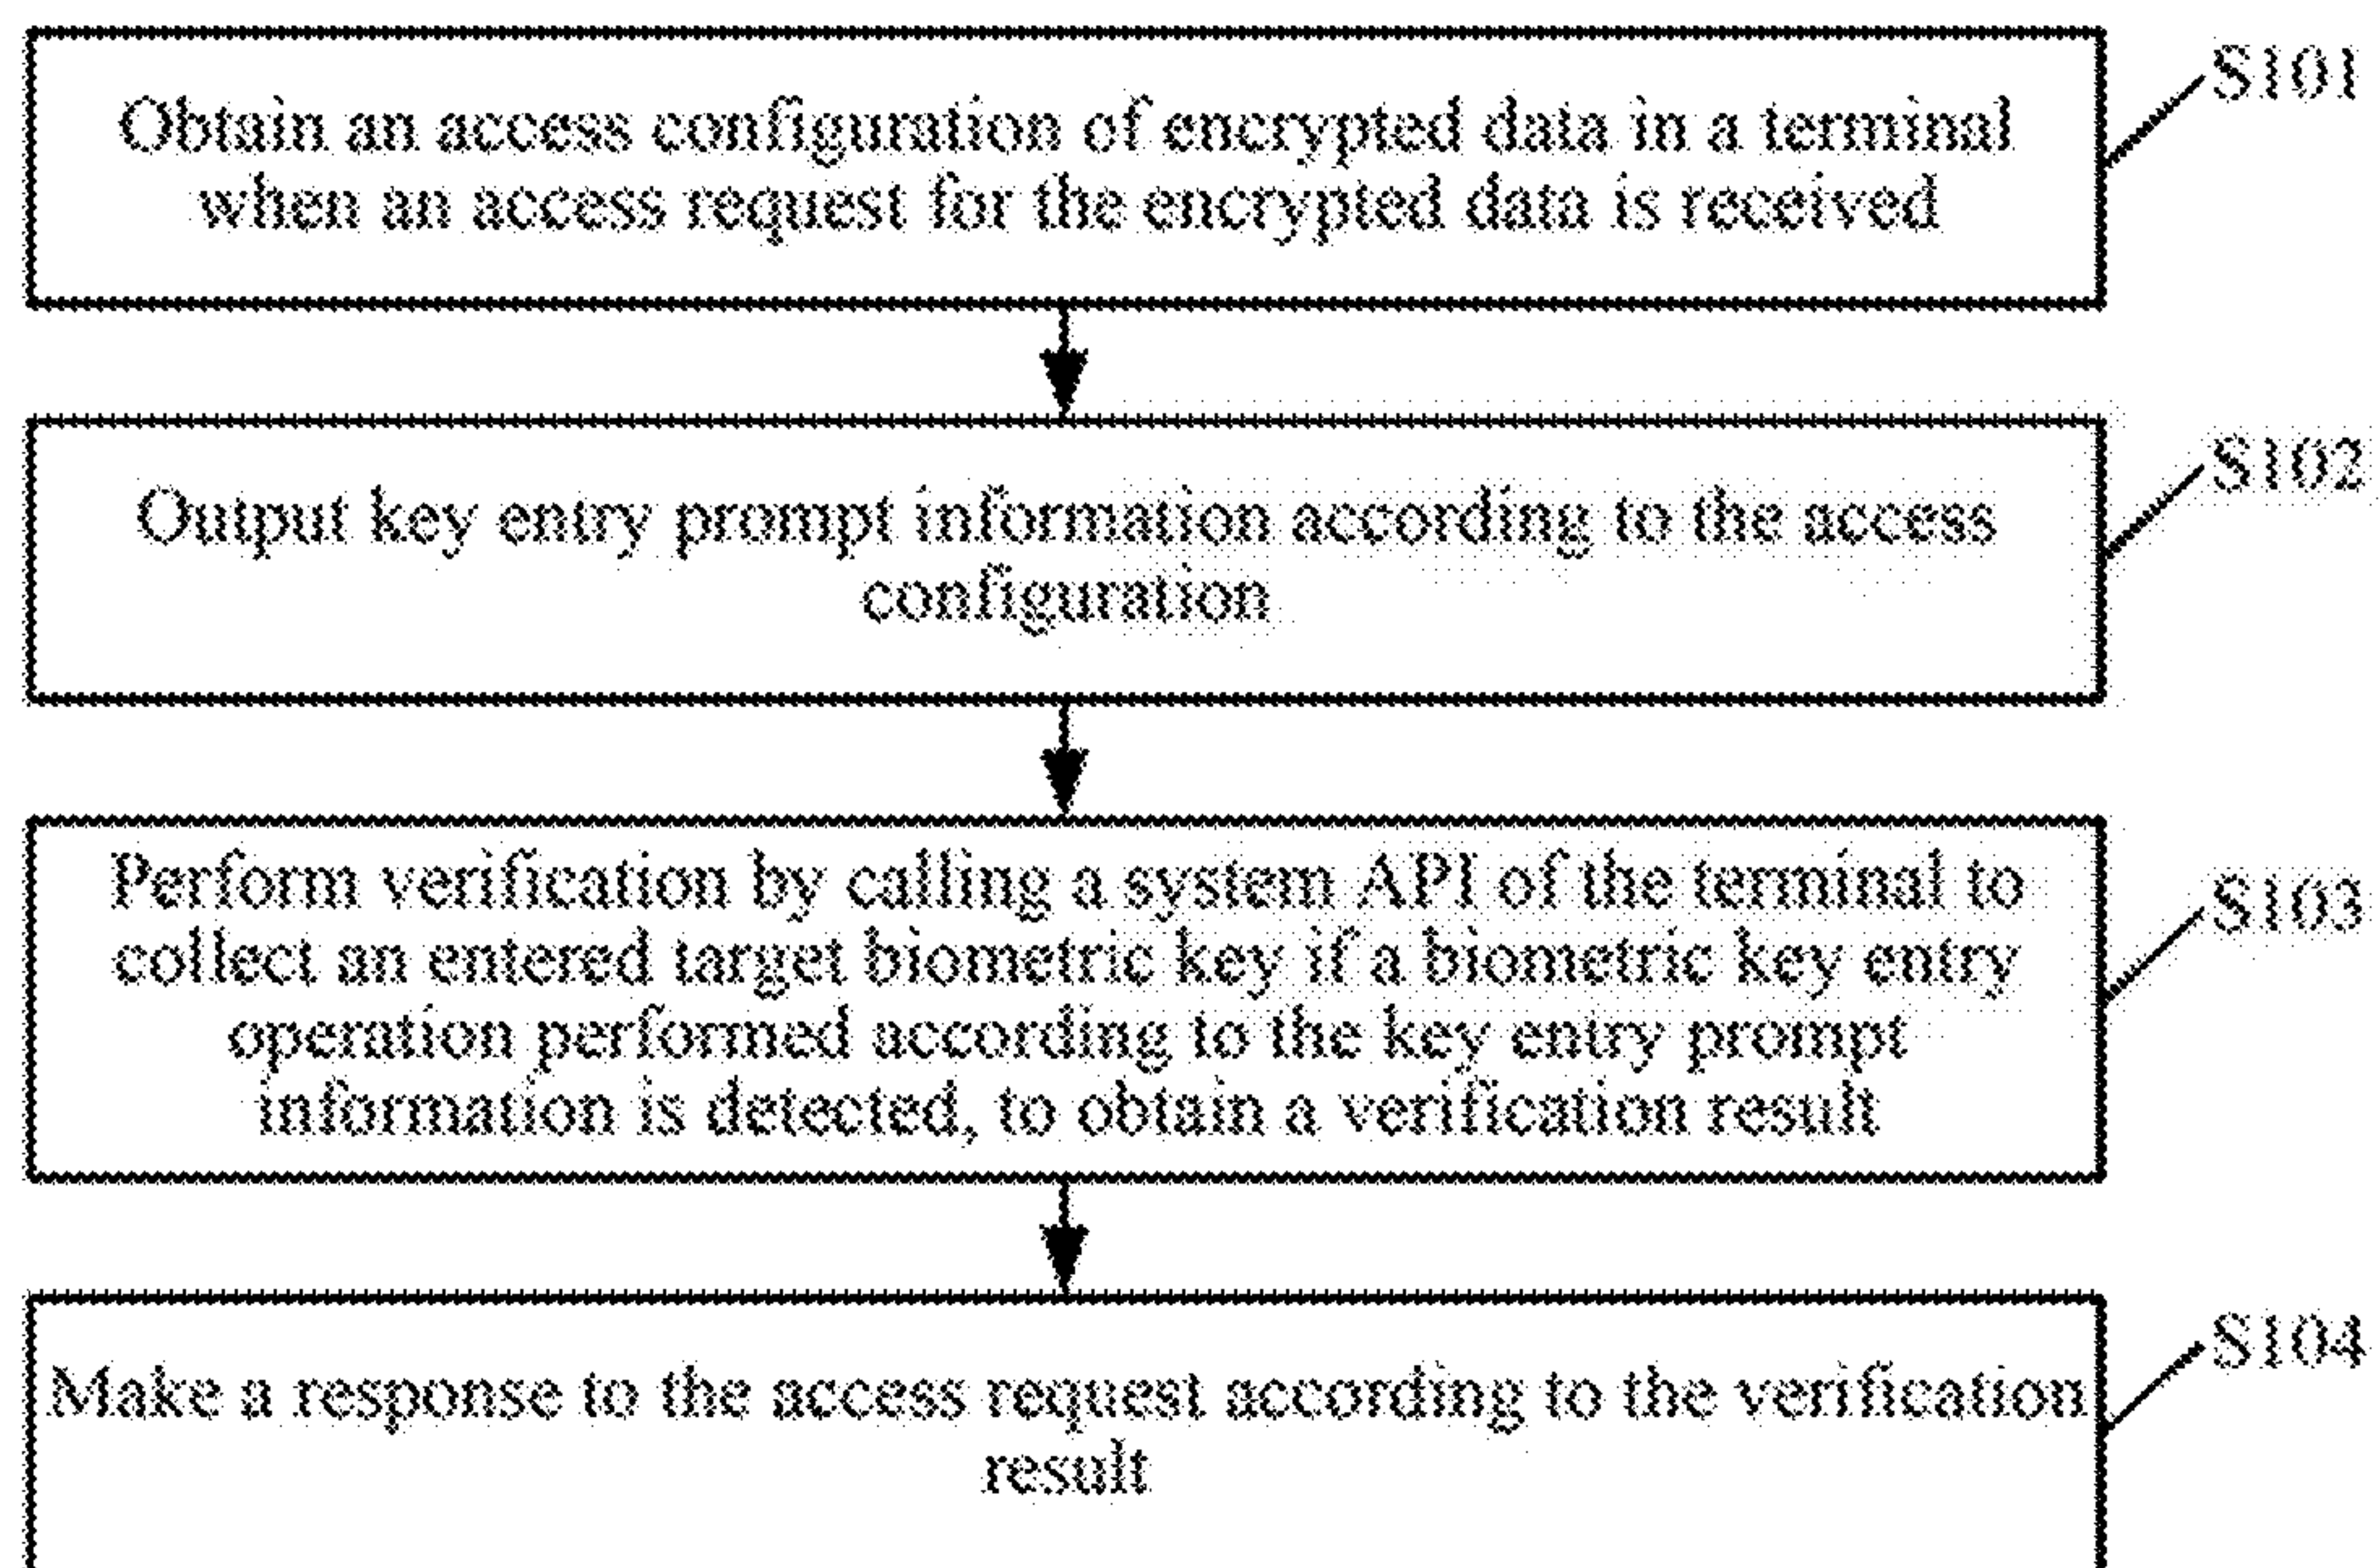 Obtain an access configuration of encrypted data in a terminal
when an access request for the encrypted data is received
S101
Output key entry prompt information according to the access
configuration
S102
Perform verification by calling a system API of the terminal to
collect an entered target biometric key if a biometric key entry
operation performed according to the key entry prompt
information is detected, to obtain a verification result
S103
Make a response to the access request according to the verification
result
S104